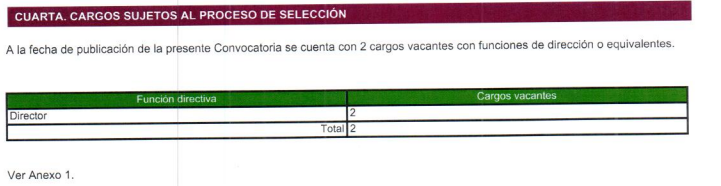 CUARTA. CARGOS SUJETOS AL PROCESO DE SELECCIÓN
A la fecha de publicación de la presente Convocatoria se cuenta con 2 cargos vacantes con funciones de dirección o equivalentes.
Función directiva Cargos vacantes
Director 2
Total 2
Ver Anexo 1.